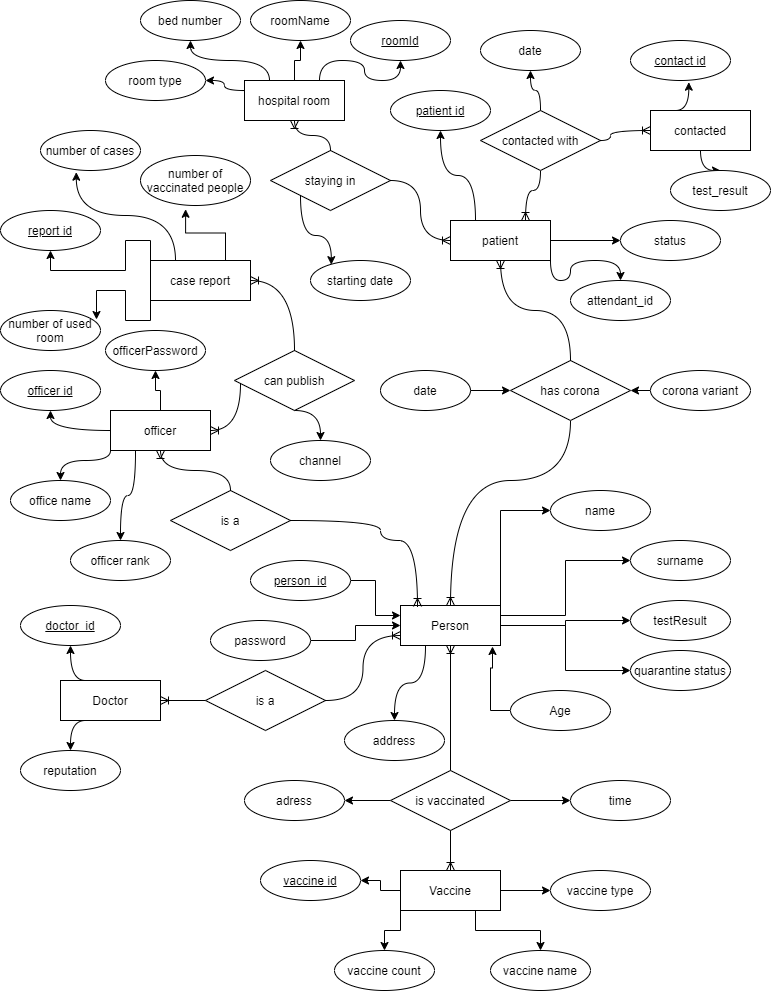 bed number
roomName
roomId
date
contact id
room type
hospital room
patient id
contacted with
contacted
number of cases
number of
vaccinated people
staying in
test_result
report id
patient
status
case report
starting date
attendant_id
number of used
room
officerPassword
can publish
officer id
date
has corona
corona variant
officer
channel
office name
is a
name
officer rank
person_id
surname
doctor_id
password
Person
testResult
quarantine status
Doctor
is a
Age
address
reputation
adress
is vaccinated
time
vaccine id
Vaccine
vaccine type
vaccine count
vaccine name